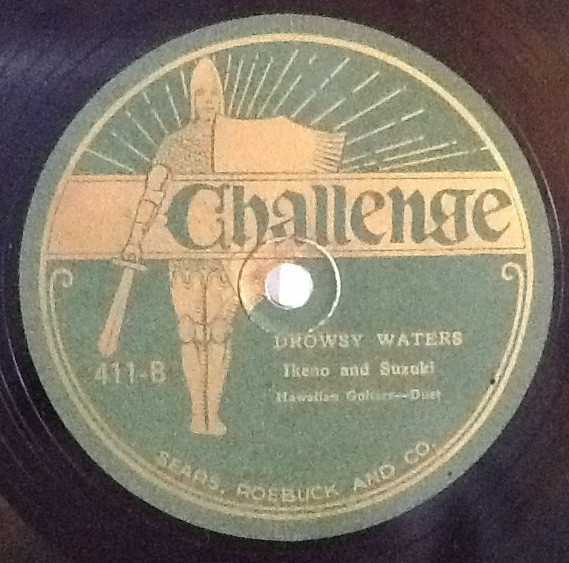 Challenge
DROWSY WATERS
411-B
Ikeno and Suzuki
Hawaiian Guitars—Duet
SEARS, ROEBUCK AND CO.